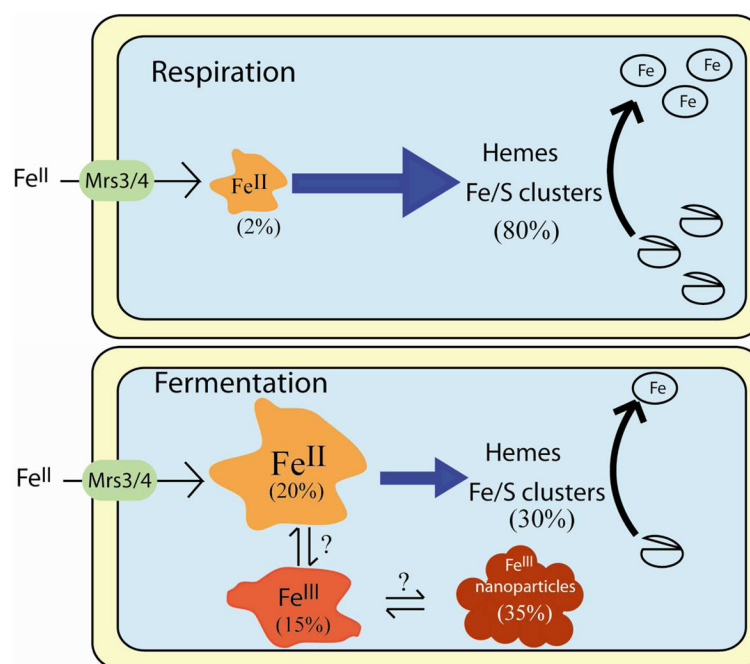 Respiration
Fe
Fe
Fe
Feᴵᴵ
Mrs3/4
Feᴵᴵ
(2%)
Hemes
Fe/S clusters
(80%)
Fermentation
Fe
Feᴵᴵ
Mrs3/4
Feᴵᴵ
(20%)
Hemes
Fe/S clusters
(30%)
?
Feᴵᴵᴵ
(15%)
?
Feᴵᴵᴵ
nanoparticles
(35%)